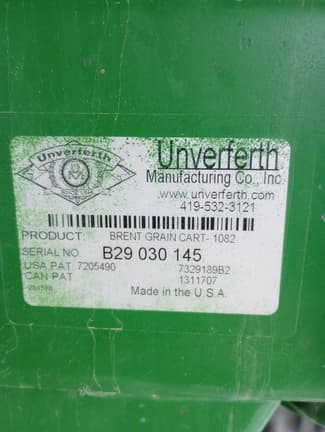 Unverferth
Unverferth
Manufacturing Co., Inc.
www.unverferth.com
419-532-3121
PRODUCT: BRENT GRAIN CART- 1082
SERIAL NO. B29 030 145
USA PAT 7205490 7329189B2
CAN PAT 1311707
Made in the U.S.A.